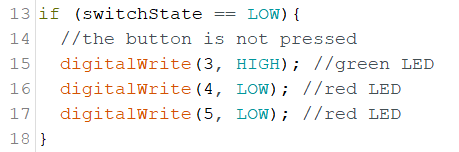 13 if (switchState == LOW){
14   //the button is not pressed
15   digitalWrite(3, HIGH); //green LED
16   digitalWrite(4, LOW); //red LED
17   digitalWrite(5, LOW); //red LED
18 }